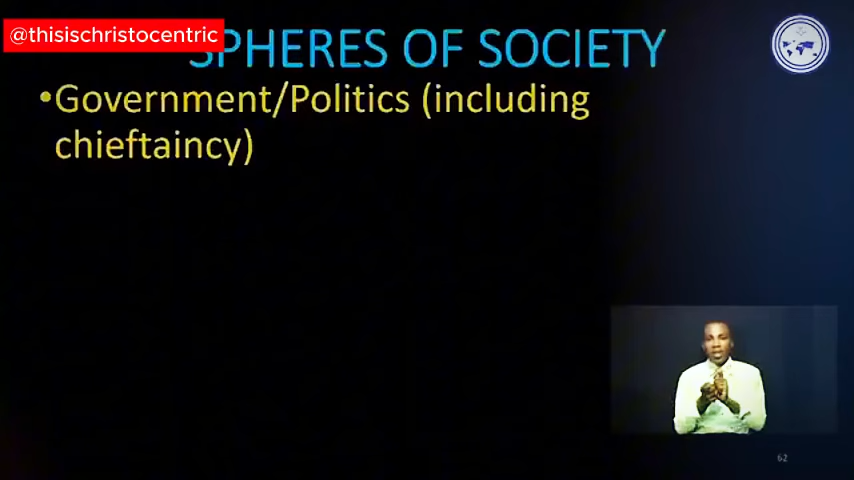 @thisischristocentric
SPHERES OF SOCIETY
•Government/Politics (including
chieftaincy)
62